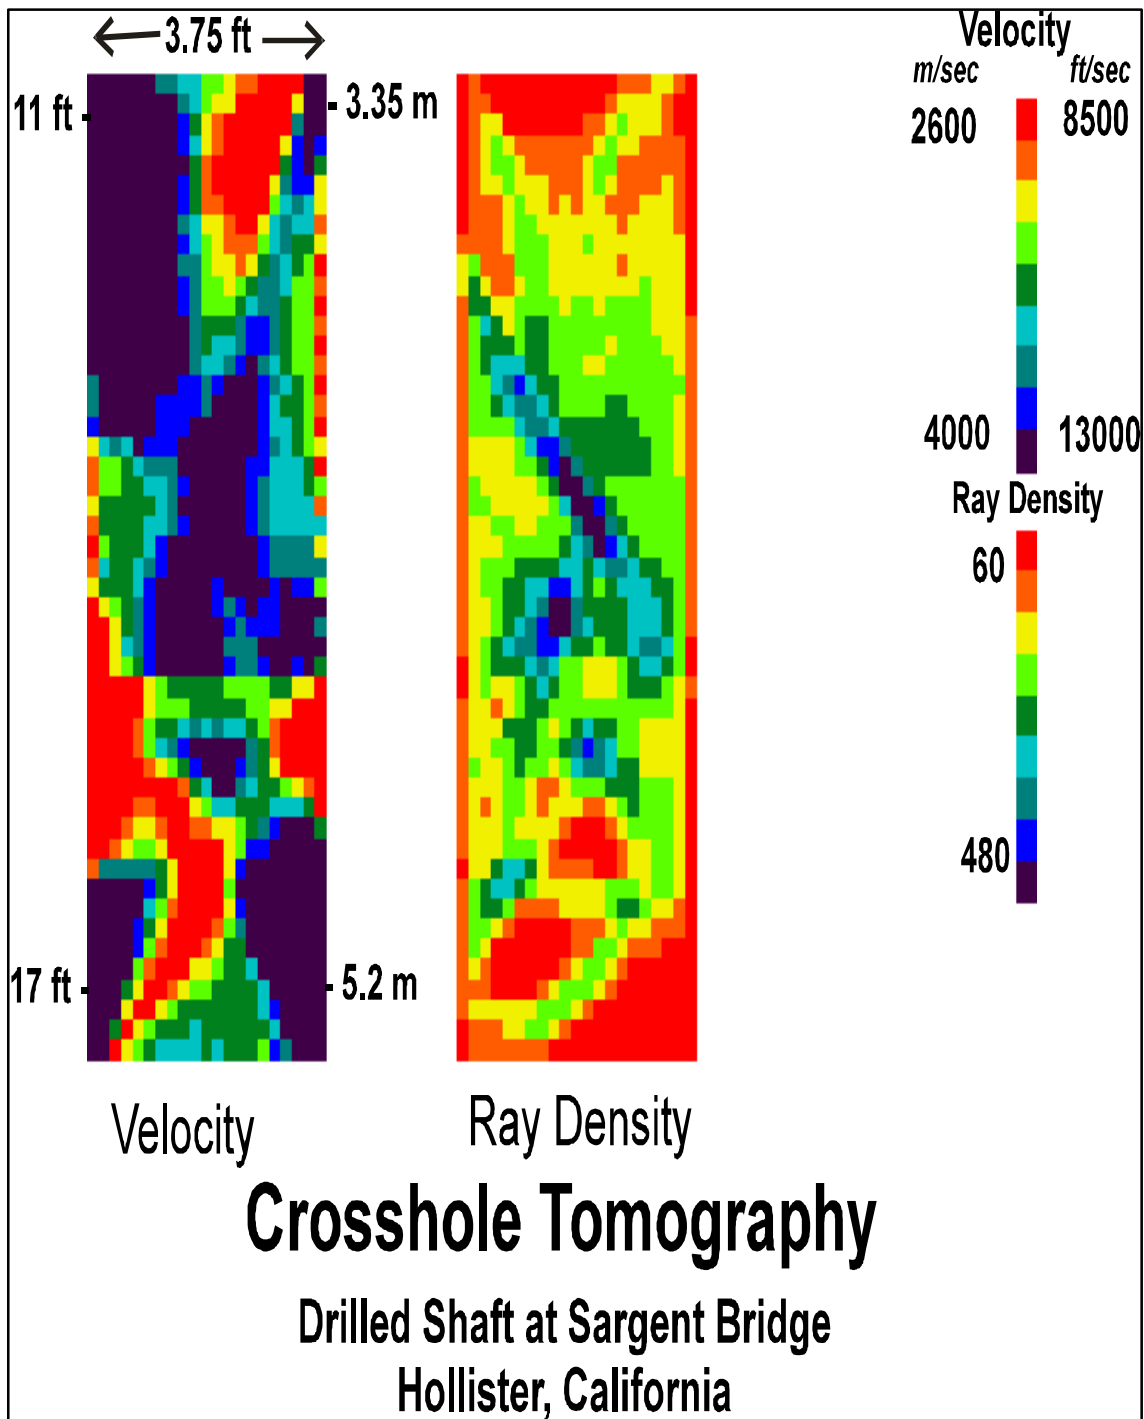 3.75 ft
11 ft
3.35 m
17 ft
5.2 m
Velocity
m/sec ft/sec
2600 8500
4000 13000
Ray Density
60
480
Velocity
Ray Density
Crosshole Tomography
Drilled Shaft at Sargent Bridge
Hollister, California